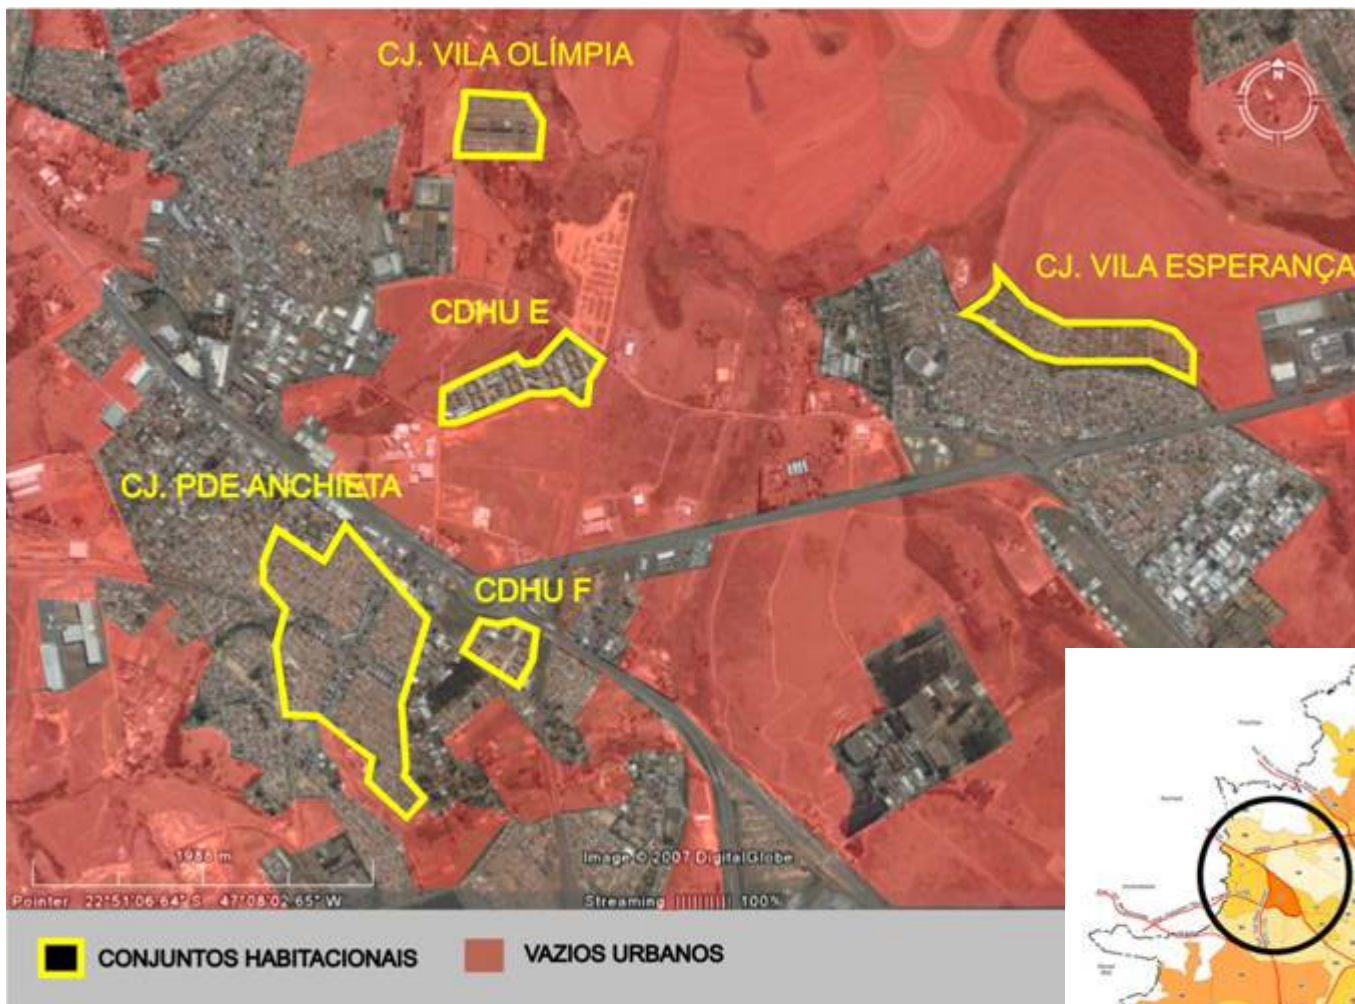 CJ. VILA OLÍMPIA
N
CJ. VILA ESPERANÇA
CDHU E
CJ. PDE ANCHIETA
CDHU F
1986 m
Image © 2007 DigitalGlobe
Pointer 22°51'06.64" S 47°08'02.65" W
Streaming |||||||||| 100%
CONJUNTOS HABITACIONAIS
VAZIOS URBANOS